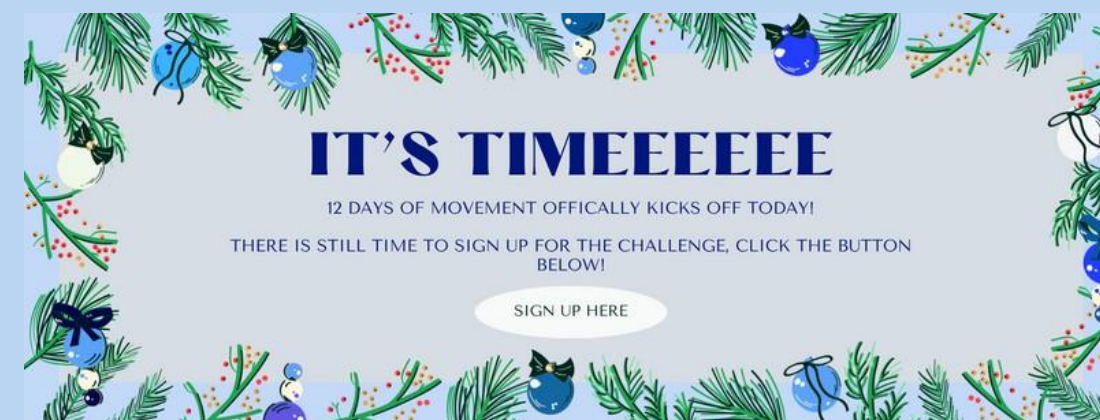 IT'S TIMEEEEEE
12 DAYS OF MOVEMENT OFFICALLY KICKS OFF TODAY!
THERE IS STILL TIME TO SIGN UP FOR THE CHALLENGE, CLICK THE BUTTON
BELOW!
SIGN UP HERE